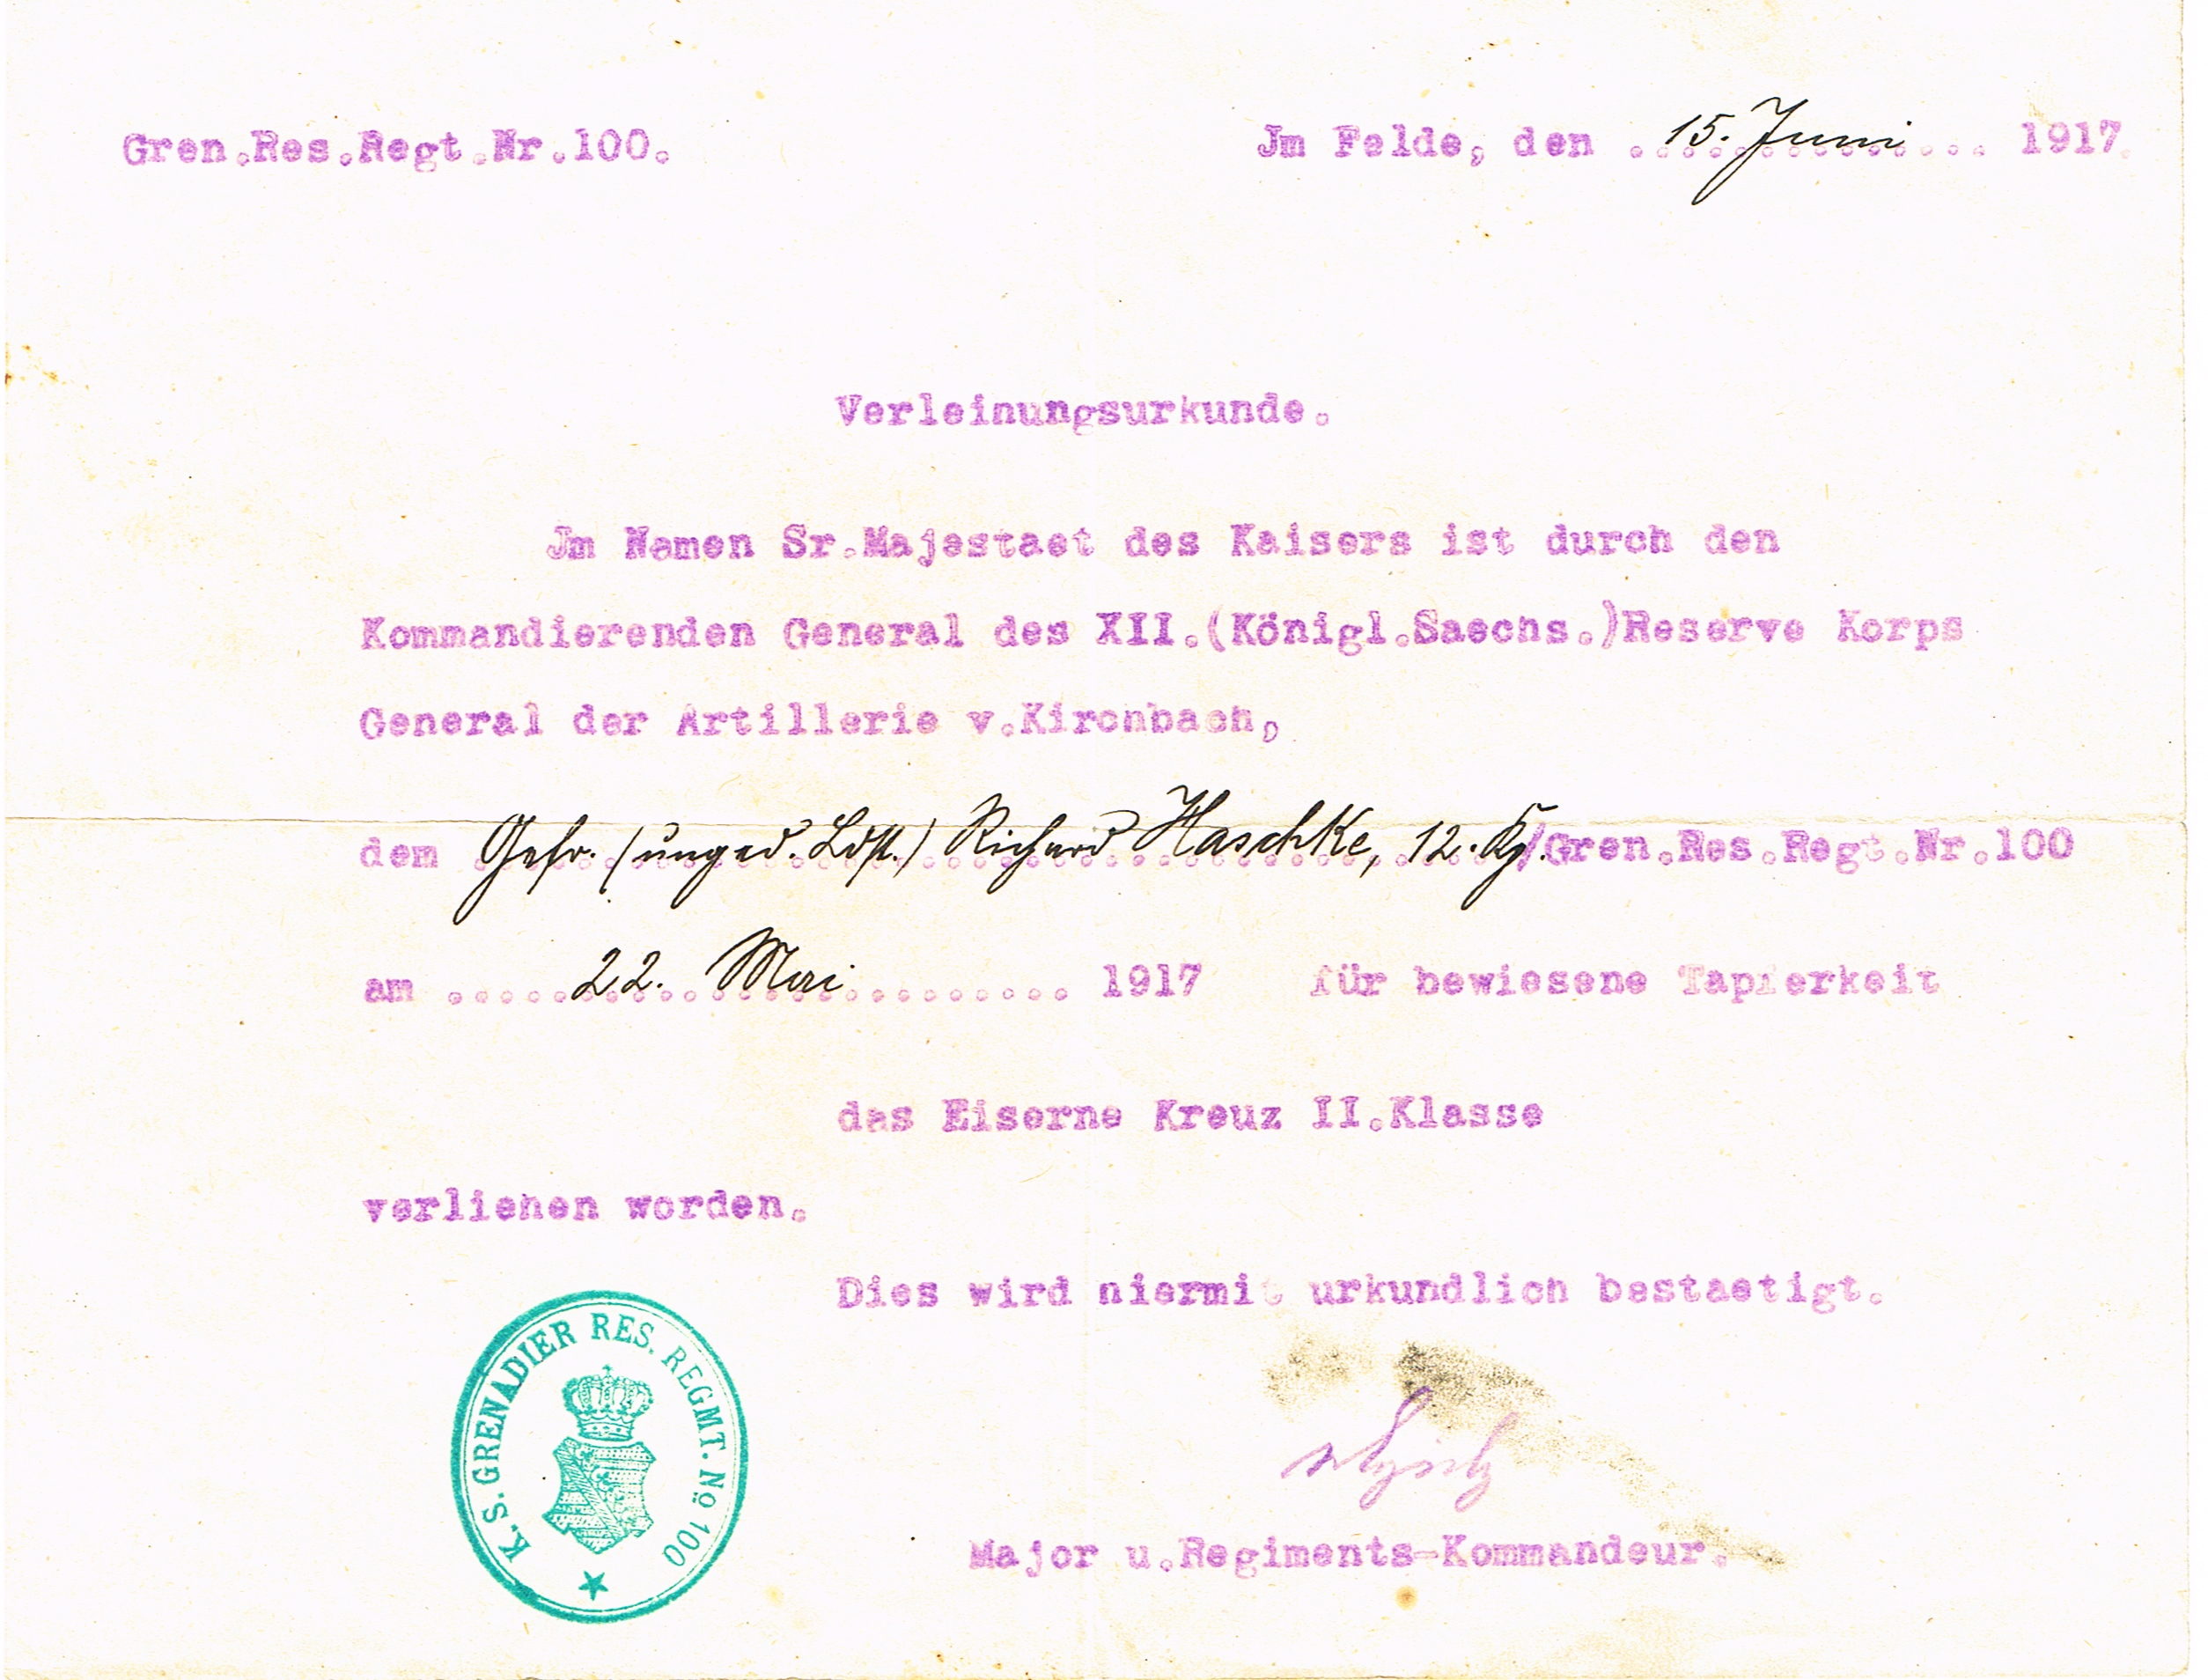 Gren.Res.Regt.Nr.100.
Jm Felde, den 15. Juni 1917.
Verleihungsurkunde.
Jm Namen Sr.Majestaet des Kaisers ist durch den
Kommandierenden General des XII.(Königl.Saechs.)Reserve Korps
General der Artillerie v.Kirchbach,
dem Gefr. (unged. Ldst.) Richard Haschke, 12. Kp/Gren.Res.Regt.Nr.100
am 22. Mai 1917 für bewiesene Tapferkeit
das Eiserne Kreuz II.Klasse
verliehen worden.
Dies wird hiermit urkundlich bestaetigt.
K. S. GRENADIER RES. REGMT. No 100
Major u.Regiments-Kommandeur.